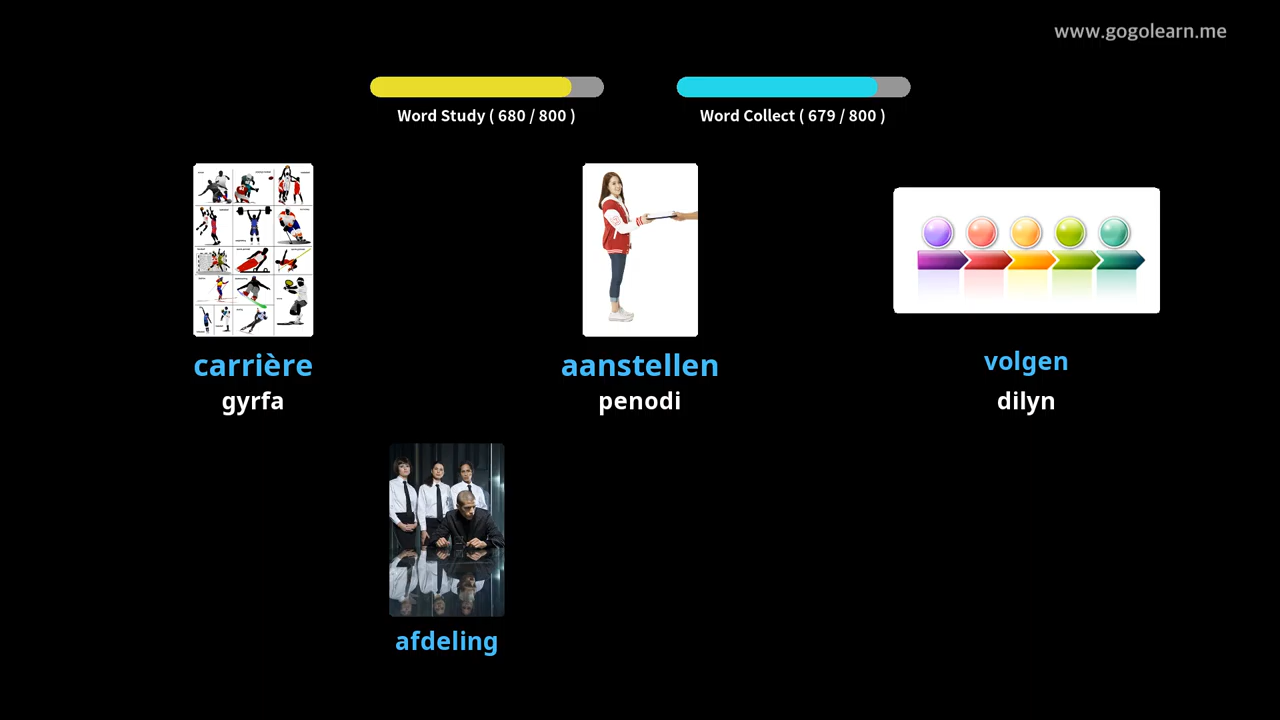 www.gogolearn.me
Word Study ( 680 / 800 )
Word Collect ( 679 / 800 )
carrière
aanstellen
volgen
gyrfa
penodi
dilyn
afdeling